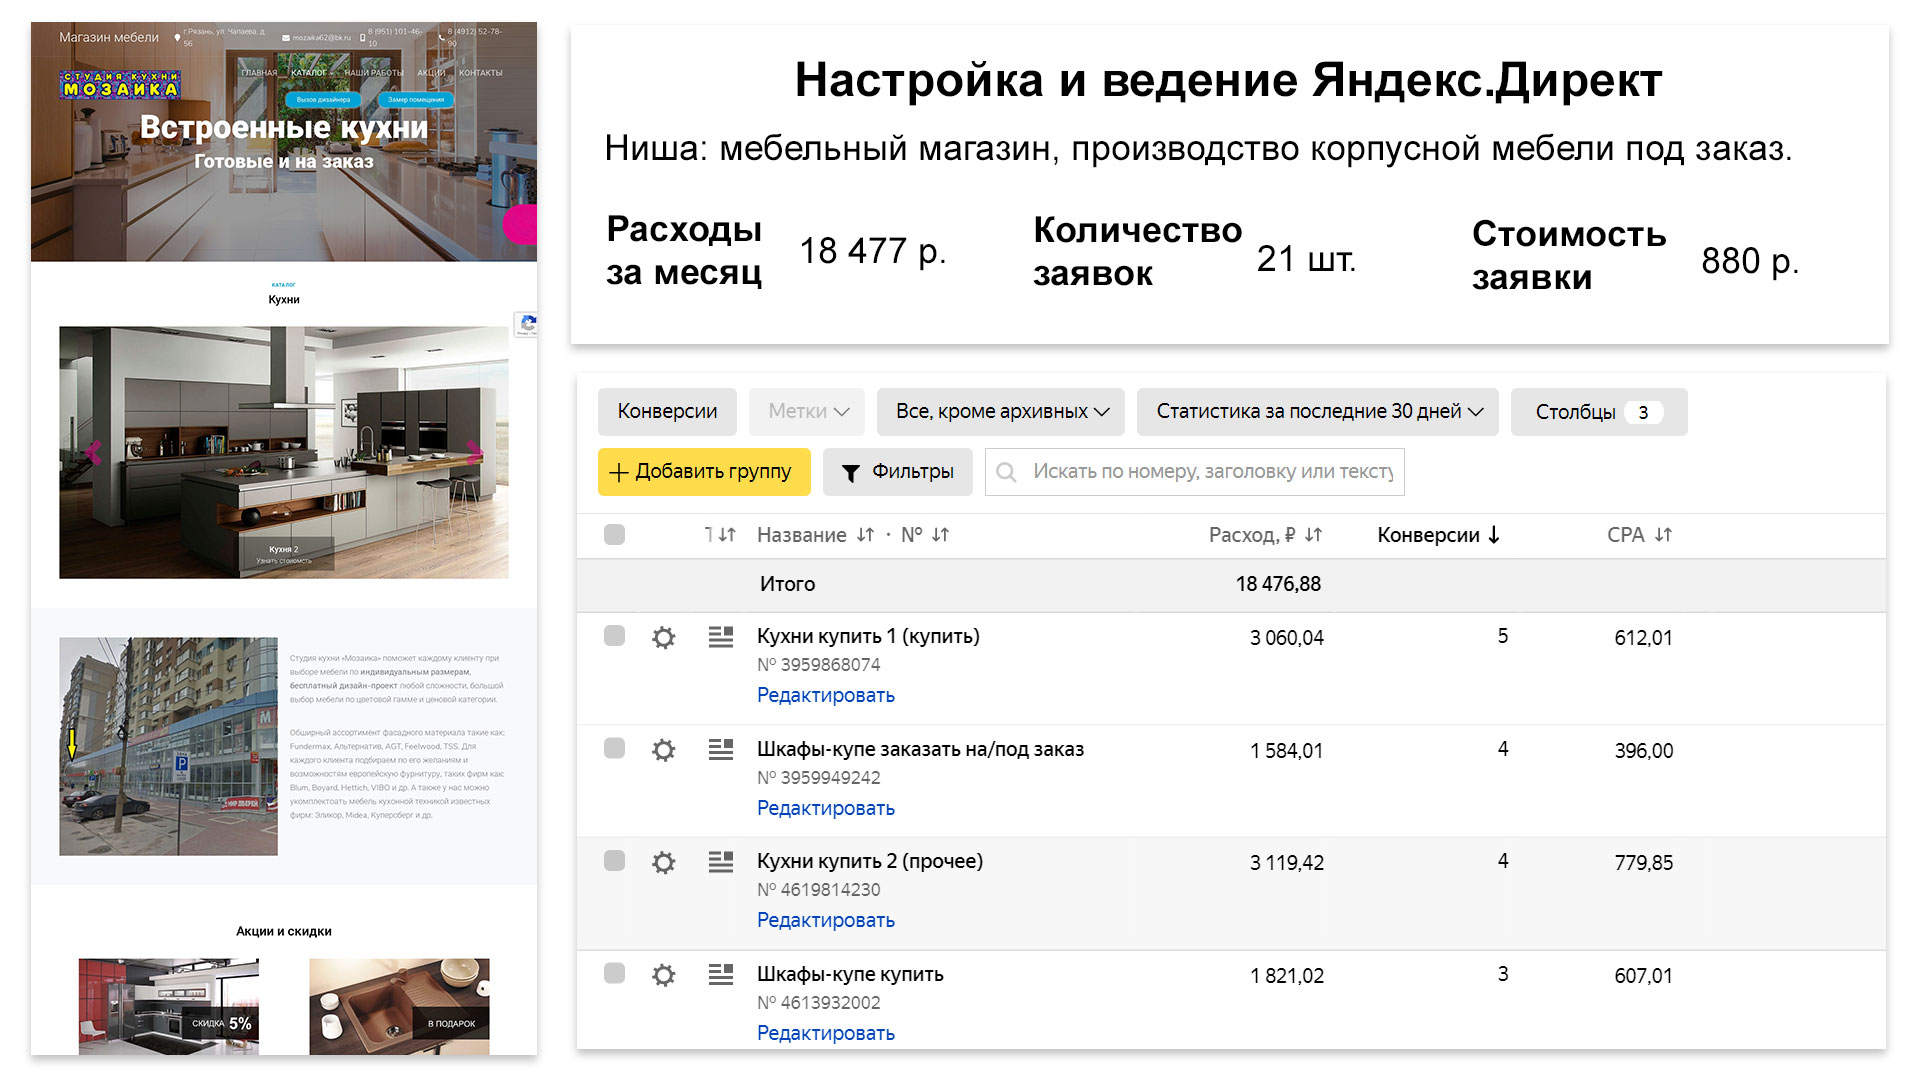 Магазин мебели
г.Рязань, ул. Чапаева, д.
56
mozaika62@bk.ru
8 (951) 101-46-
10
8 (4912) 52-78-
90
СТУДИЯ КУХНИ
МОЗАИКА
ГЛАВНАЯ КАТАЛОГ НАШИ РАБОТЫ АКЦИИ КОНТАКТЫ
Вызов дизайнера Замер помещения
Встроенные кухни
Готовые и на заказ
КАТАЛОГ
Кухни
Кухня 2
Узнать стоимость
Студия кухни «Мозаика» поможет каждому клиенту при
выборе мебели по индивидуальным размерам,
бесплатный дизайн-проект любой сложности, большой
выбор мебели по цветовой гамме и ценовой категории.
Обширный ассортимент фасадного материала такие как:
Fundermax, Альтернатив, AGT, Feelwood, TSS. Для
каждого клиента подбираем по его желаниям и
возможностям европейскую фурнитуру, таких фирм как:
Blum, Boyard, Hettich, VIBO и др. А также у нас можно
укомплектоать мебель кухонной техникой известных
фирм: Эликор, Midea, Куперсберг и др.
М
P
МИР ДВЕРЕЙ
Акции и скидки
СКИДКА 5%
В ПОДАРОК
Настройка и ведение Яндекс.Директ
Ниша: мебельный магазин, производство корпусной мебели под заказ.
Расходы
за месяц
18 477 р.
Количество
заявок
21 шт.
Стоимость
заявки
880 р.
Конверсии Метки Все, кроме архивных Статистика за последние 30 дней Столбцы 3
+ Добавить группу Фильтры Искать по номеру, заголовку или тексту
Т Название · № Расход, ₽ Конверсии CPA
Итого 18 476,88
Кухни купить 1 (купить) 3 060,04 5 612,01
№ 3959868074
Редактировать
Шкафы-купе заказать на/под заказ 1 584,01 4 396,00
№ 3959949242
Редактировать
Кухни купить 2 (прочее) 3 119,42 4 779,85
№ 4619814230
Редактировать
Шкафы-купе купить 1 821,02 3 607,01
№ 4613932002
Редактировать